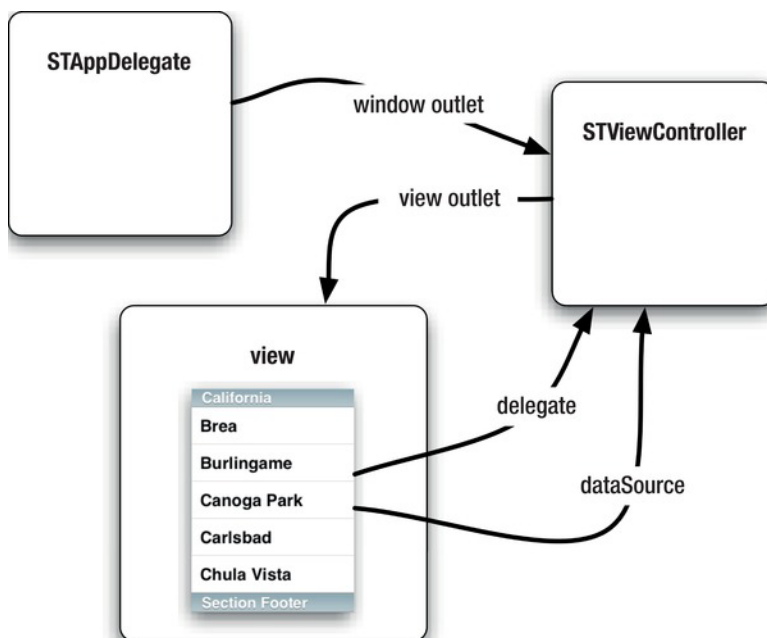 STAppDelegate
window outlet
STViewController
view outlet
view
California
Brea
Burlingame
Canoga Park
Carlsbad
Chula Vista
Section Footer
delegate
dataSource